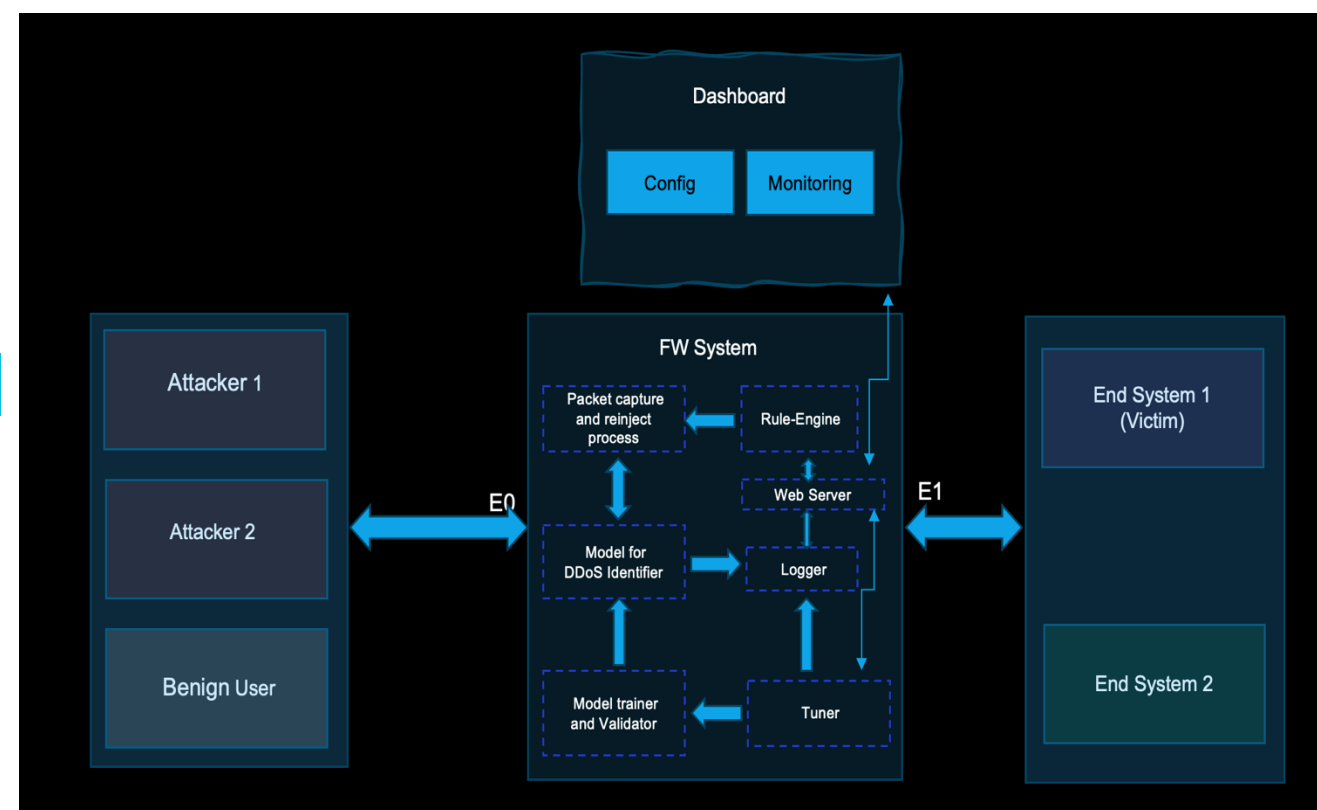 Dashboard
Config
Monitoring
Attacker 1
Attacker 2
Benign User
E0
FW System
Packet capture
and reinject
process
Rule-Engine
Web Server
Model for
DDoS Identifier
Logger
Model trainer
and Validator
Tuner
E1
End System 1
(Victim)
End System 2